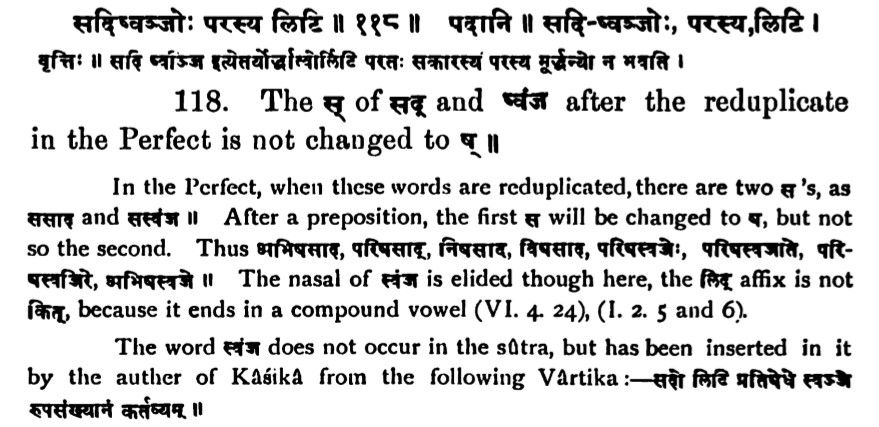 सदिष्वञ्जोः परस्य लिटि ॥ ११८ ॥ पदानि ॥ सदि-ष्वञ्जोः, परस्य, लिटि ।
वृत्तिः ॥ सदि ष्वञ्ज इत्येतयोर्द्धात्वोर्लिटि परतः सकारस्य परस्य मूर्द्धन्यो न भवति ।
118. The स् of सद् and ष्वंज after the reduplicate
in the Perfect is not changed to ष् ॥
In the Perfect, when these words are reduplicated, there are two स's, as
ससाद and सस्वंज ॥ After a preposition, the first स will be changed to ष, but not
so the second. Thus अभिषसाद, परिषसाद, निषसाद, विषसाद, परिषस्वजेः, परिषस्वजाते, परि-
षस्वजिरे, अभिषस्वजे ॥ The nasal of स्वंज is elided though here, the लिट् affix is not
कित्, because it ends in a compound vowel (VI. 4. 24), (I. 2. 5 and 6).
The word स्वंज does not occur in the sûtra, but has been inserted in it
by the auther of Kâśikâ from the following Vârtika :—सदो लिटि प्रतिषेधे स्वञ्जे
रुपसंख्यानं कर्तव्यम् ॥